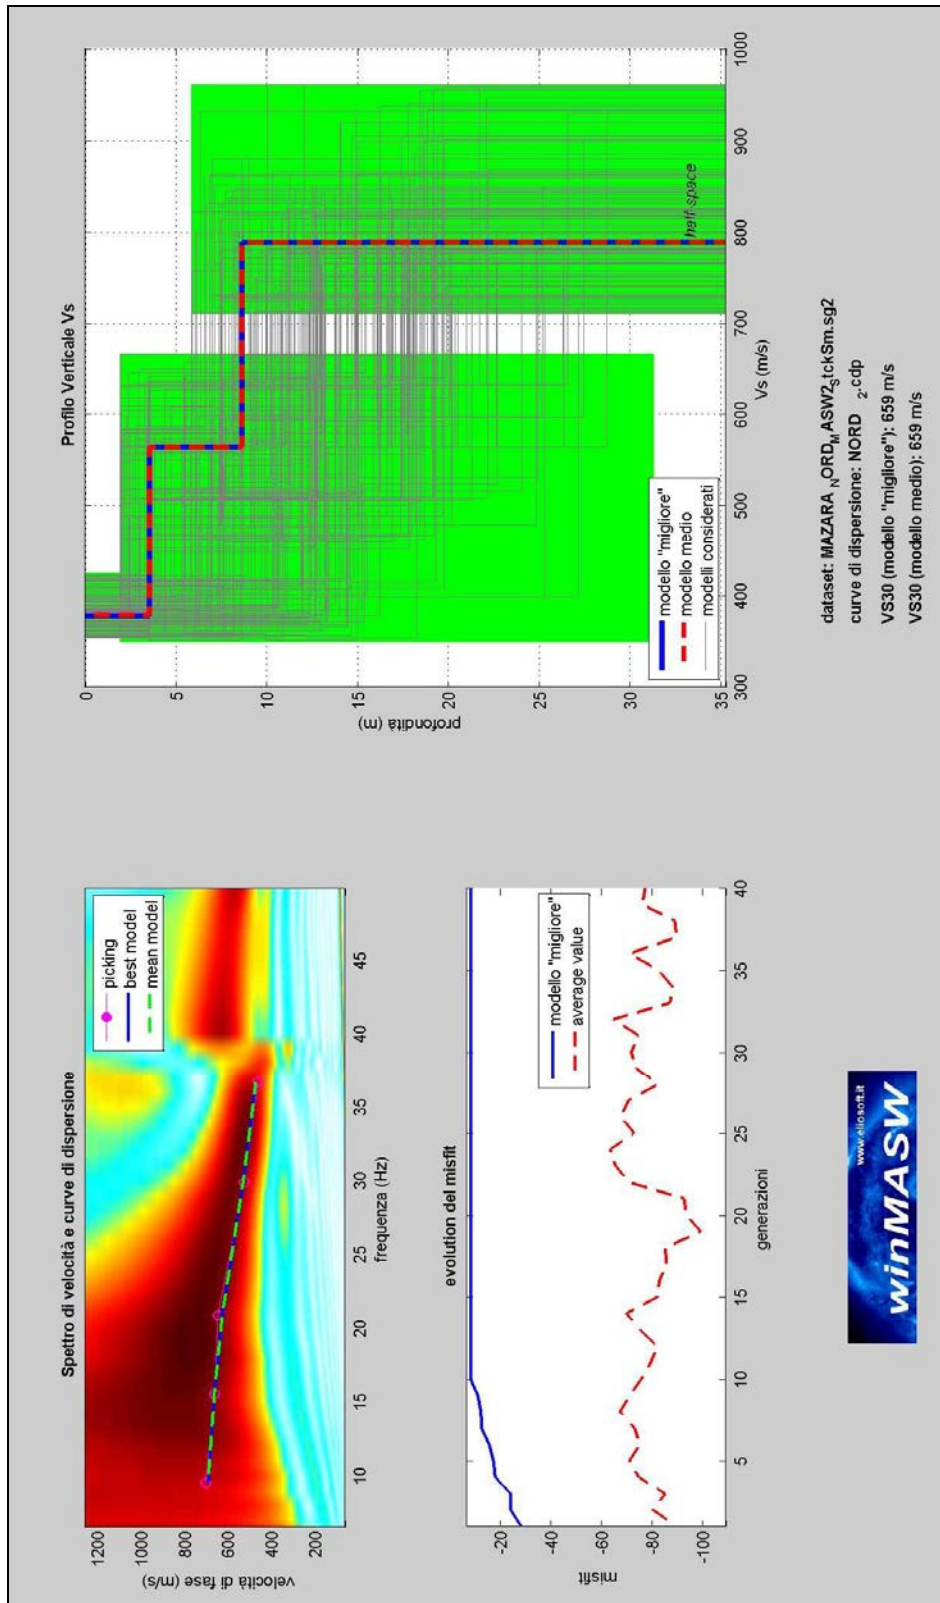 Spettro di velocità e curve di dispersione
1200
1000
800
600
400
200
velocità di fase (m/s)
picking
best model
mean model
10
15
20
25
30
35
40
45
frequenza (Hz)
evolution del misfit
-20
-40
-60
-80
-100
misfit
modello "migliore"
average value
5
10
15
20
25
30
35
40
generazioni
www.eliosoft.it
winMASW
Profilo Verticale Vs
0
5
10
15
20
25
30
35
profondità (m)
half-space
modello "migliore"
modello medio
modelli considerati
300
400
500
600
700
800
900
1000
Vs (m/s)
dataset: MAZARA_NORD_MASW2_StckSm.sg2
curve di dispersione: NORD_2.cdp
VS30 (modello "migliore"): 659 m/s
VS30 (modello medio): 659 m/s